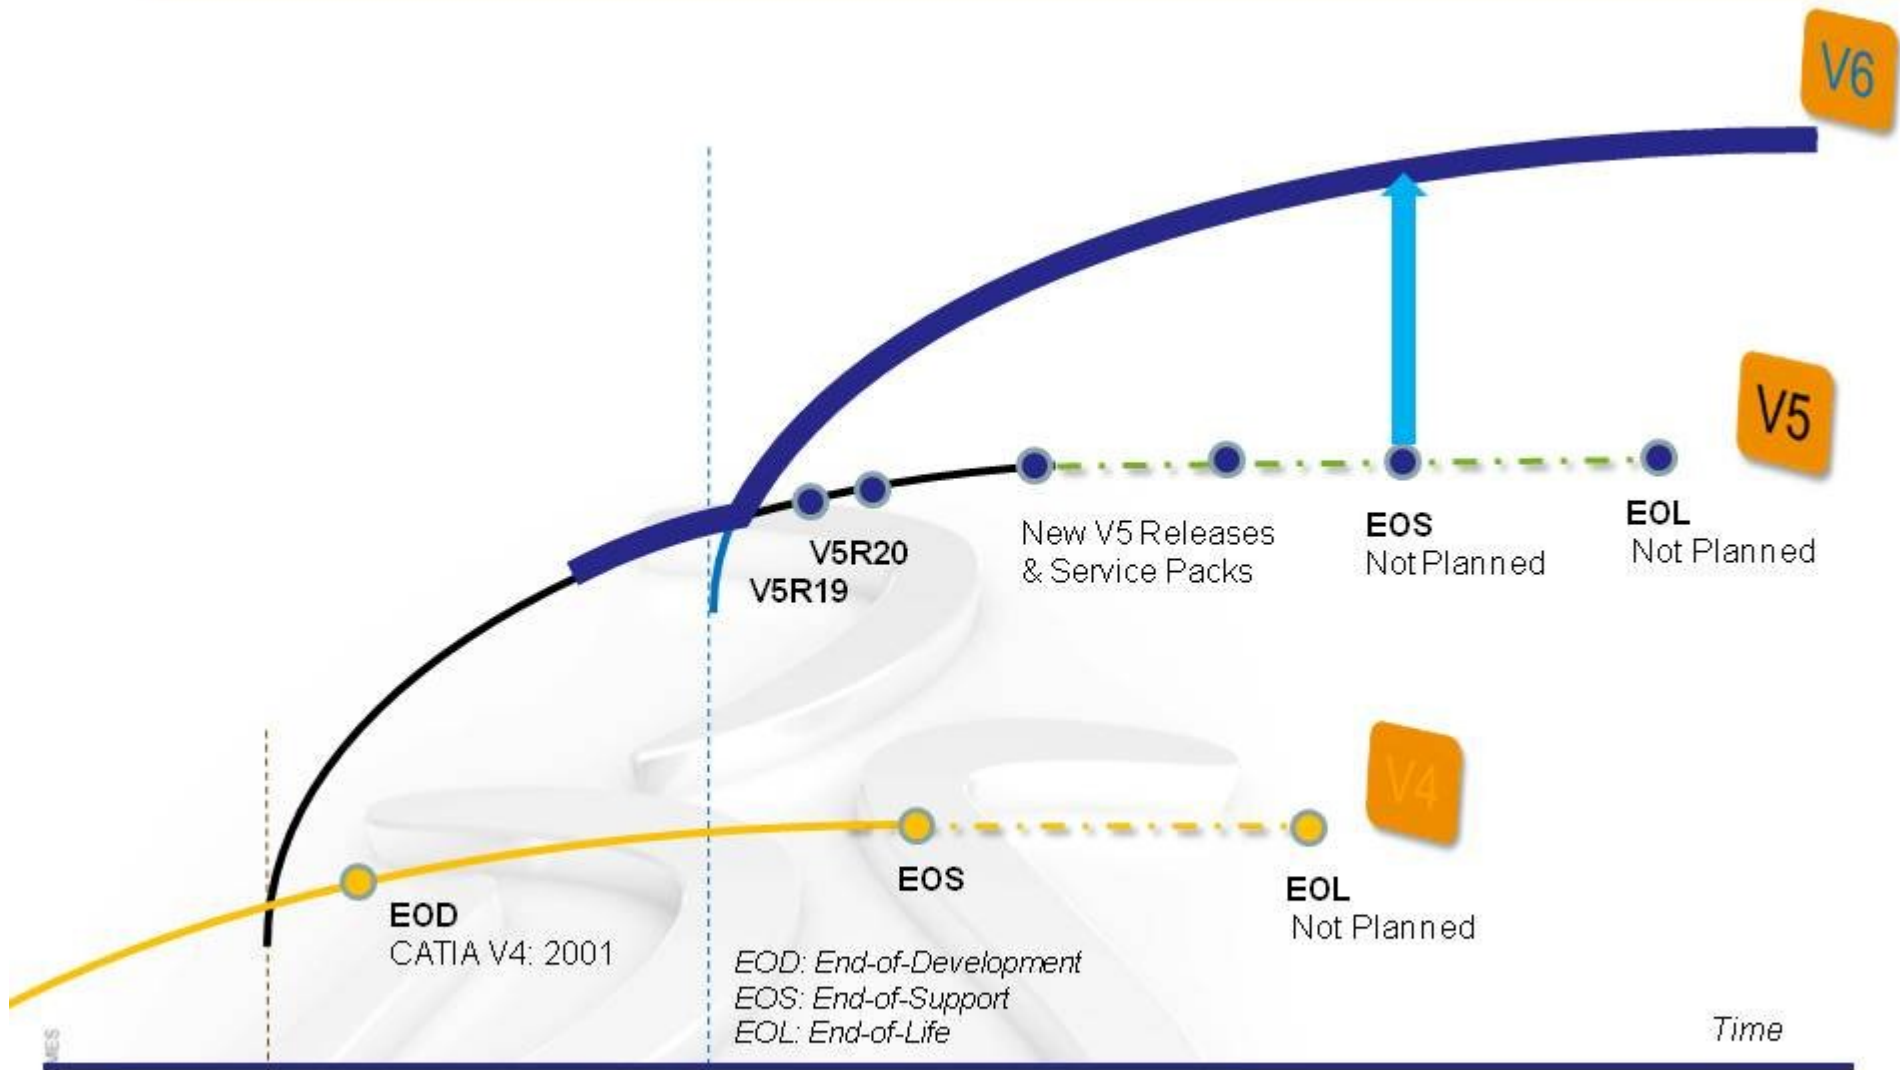 V6
V5
V5R20
V5R19
New V5 Releases
& Service Packs
EOS
Not Planned
EOL
Not Planned
V4
EOS
EOL
Not Planned
EOD
CATIA V4: 2001
EOD: End-of-Development
EOS: End-of-Support
EOL: End-of-Life
Time